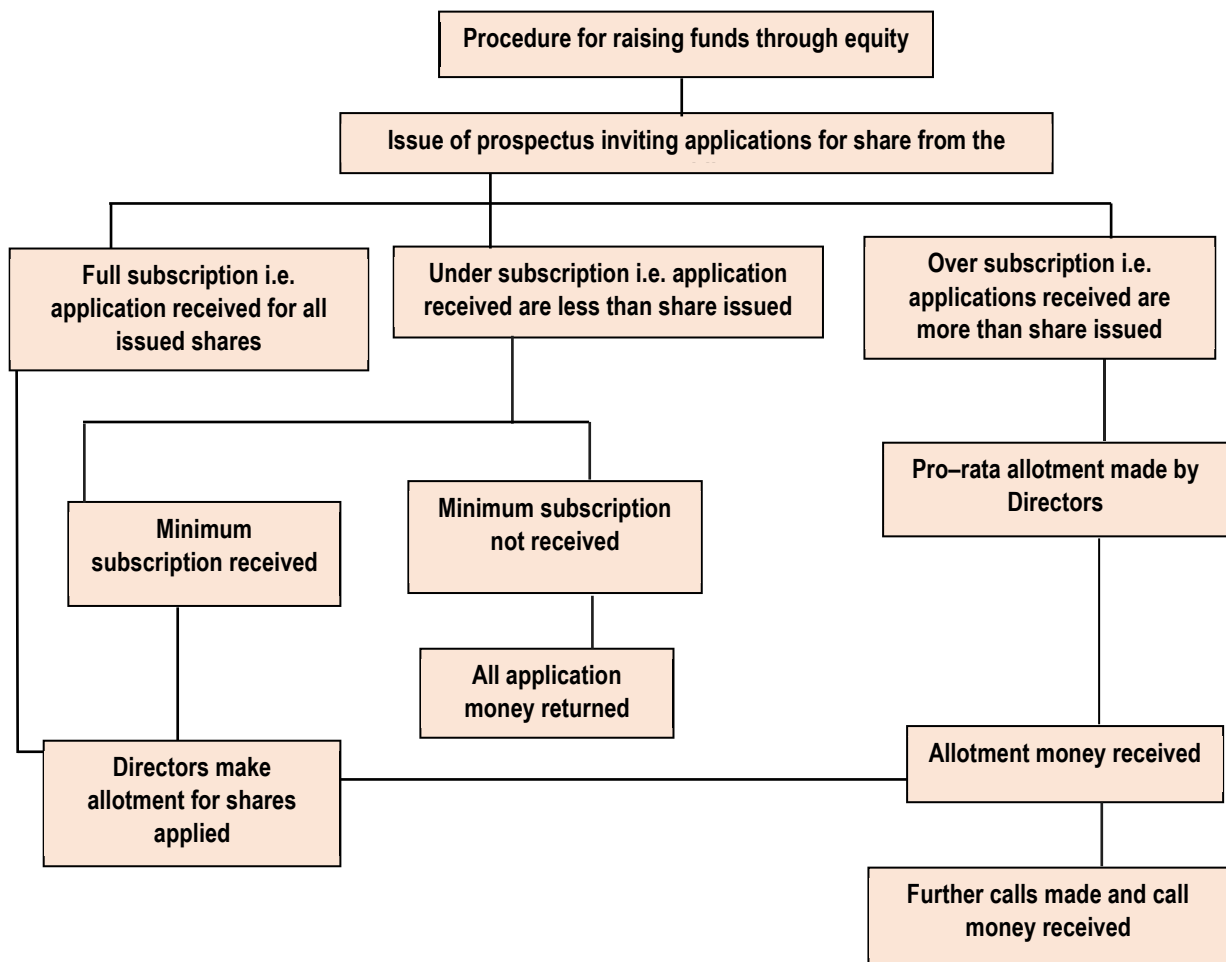 Procedure for raising funds through equity
Issue of prospectus inviting applications for share from the
Full subscription i.e.
application received for all
issued shares
Under subscription i.e. application
received are less than share issued
Over subscription i.e.
applications received are
more than share issued
Minimum
subscription received
Minimum subscription
not received
Pro–rata allotment made by
Directors
All application
money returned
Directors make
allotment for shares
applied
Allotment money received
Further calls made and call
money received